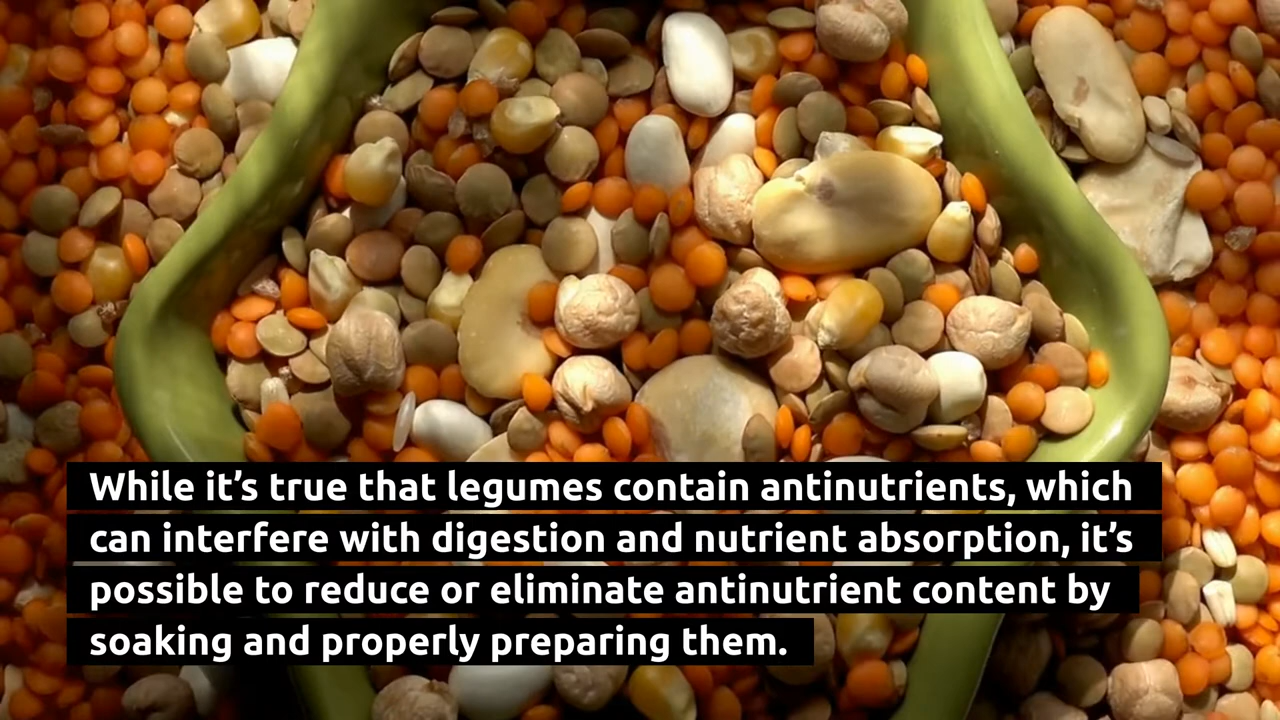 While it’s true that legumes contain antinutrients, which
can interfere with digestion and nutrient absorption, it’s
possible to reduce or eliminate antinutrient content by
soaking and properly preparing them.